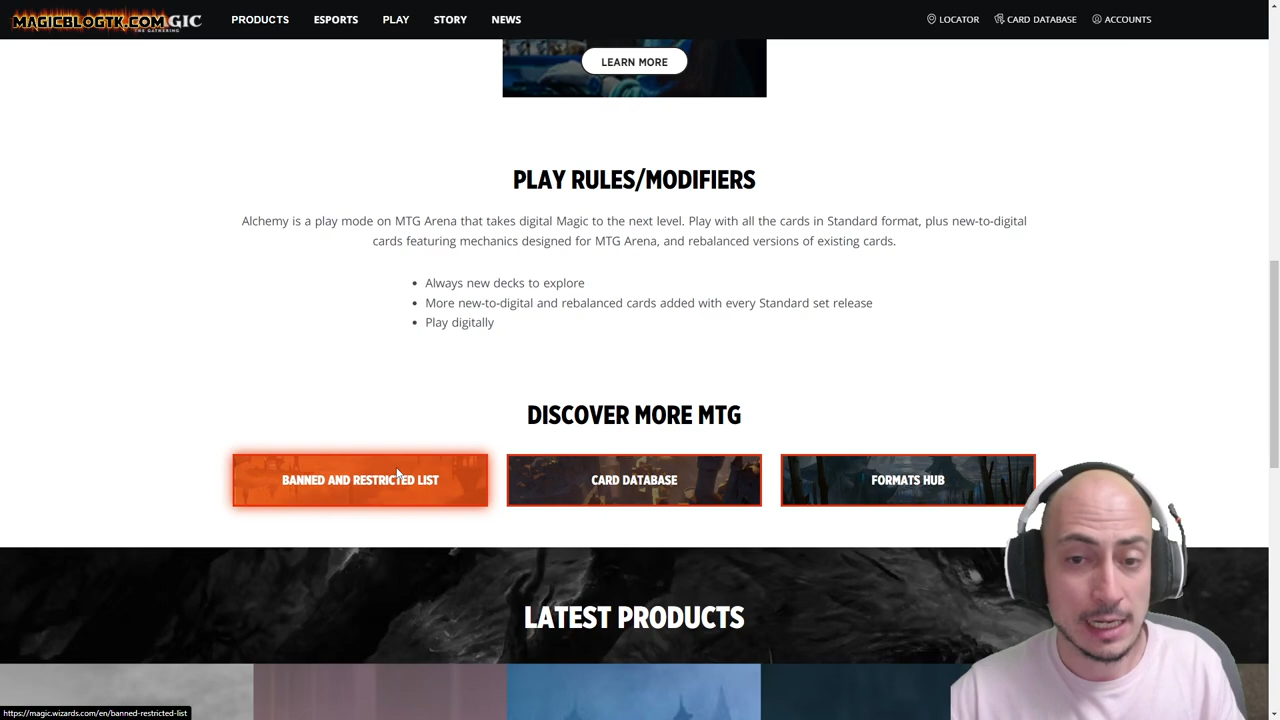 MAGICBLOGTK.COM GIC
THE GATHERING
PRODUCTS ESPORTS PLAY STORY NEWS LOCATOR CARD DATABASE ACCOUNTS
LEARN MORE
PLAY RULES/MODIFIERS
Alchemy is a play mode on MTG Arena that takes digital Magic to the next level. Play with all the cards in Standard format, plus new-to-digital
cards featuring mechanics designed for MTG Arena, and rebalanced versions of existing cards.
• Always new decks to explore
• More new-to-digital and rebalanced cards added with every Standard set release
• Play digitally
DISCOVER MORE MTG
BANNED AND RESTRICTED LIST CARD DATABASE FORMATS HUB
LATEST PRODUCTS
https://magic.wizards.com/en/banned-restricted-list